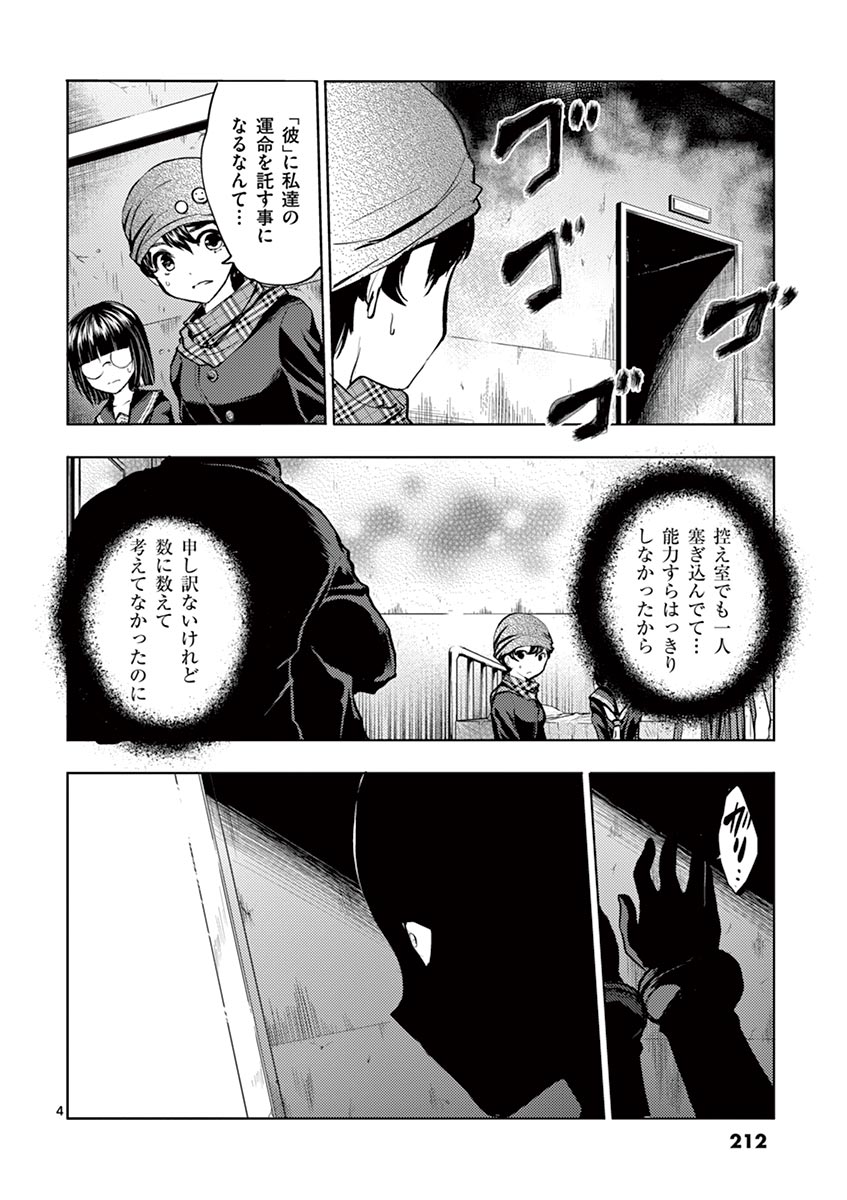 ゴ
ゴ
ゴ
ゴ
「彼」に私達の
運命を託す事に
なるなんて…
控え室でも一人
塞ぎ込んでて…
能力すらはっきり
しなかったから
申し訳ないけれど
数に数えて
考えてなかったのに
ガリ…
4
212